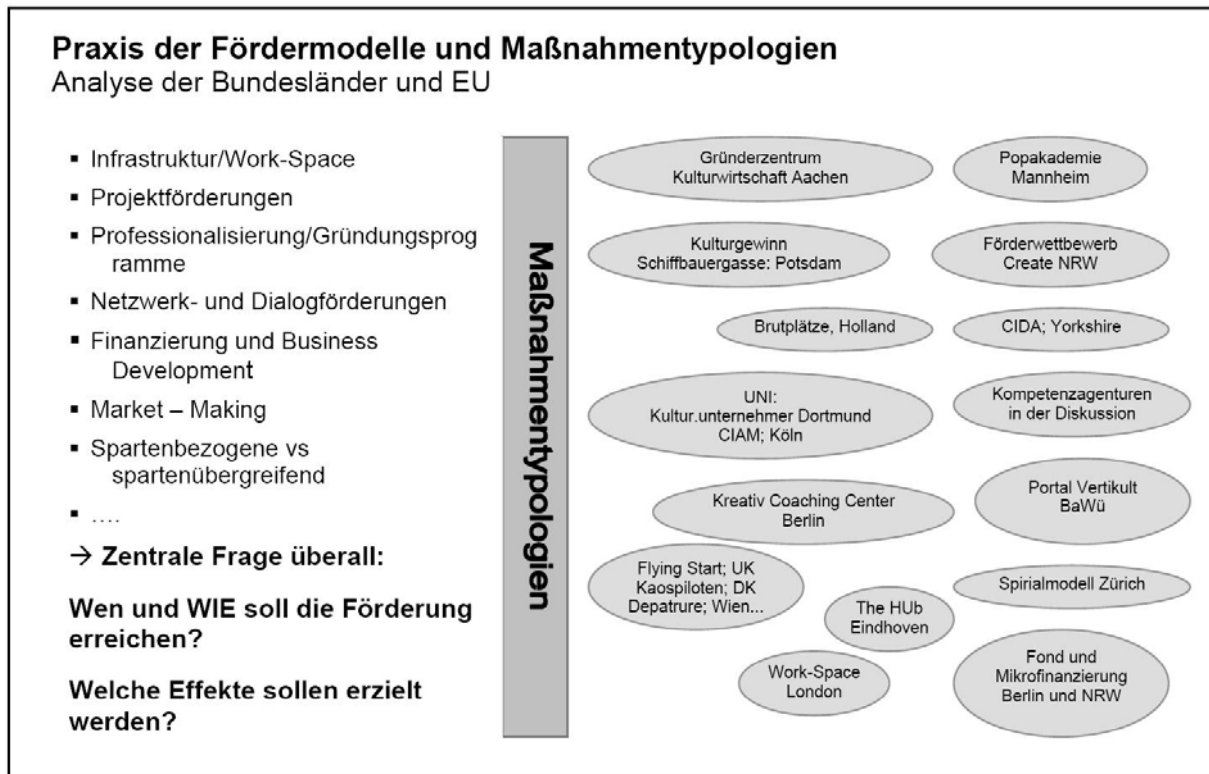 Praxis der Fördermodelle und Maßnahmentypologien
Analyse der Bundesländer und EU
▪ Infrastruktur/Work-Space
▪ Projektförderungen
▪ Professionalisierung/Gründungsprog
ramme
▪ Netzwerk- und Dialogförderungen
▪ Finanzierung und Business
Development
▪ Market – Making
▪ Spartenbezogene vs
spartenübergreifend
▪ ….
→ Zentrale Frage überall:
Wen und WIE soll die Förderung
erreichen?
Welche Effekte sollen erzielt
werden?
Maßnahmentypologien
Gründerzentrum
Kulturwirtschaft Aachen
Popakademie
Mannheim
Kulturgewinn
Schiffbauergasse: Potsdam
Förderwettbewerb
Create NRW
Brutplätze, Holland
CIDA; Yorkshire
UNI:
Kultur.unternehmer Dortmund
CIAM; Köln
Kompetenzagenturen
in der Diskussion
Kreativ Coaching Center
Berlin
Portal Vertikult
BaWü
Flying Start; UK
Kaospiloten; DK
Depatrure; Wien...
The HUb
Eindhoven
Spirialmodell Zürich
Work-Space
London
Fond und
Mikrofinanzierung
Berlin und NRW